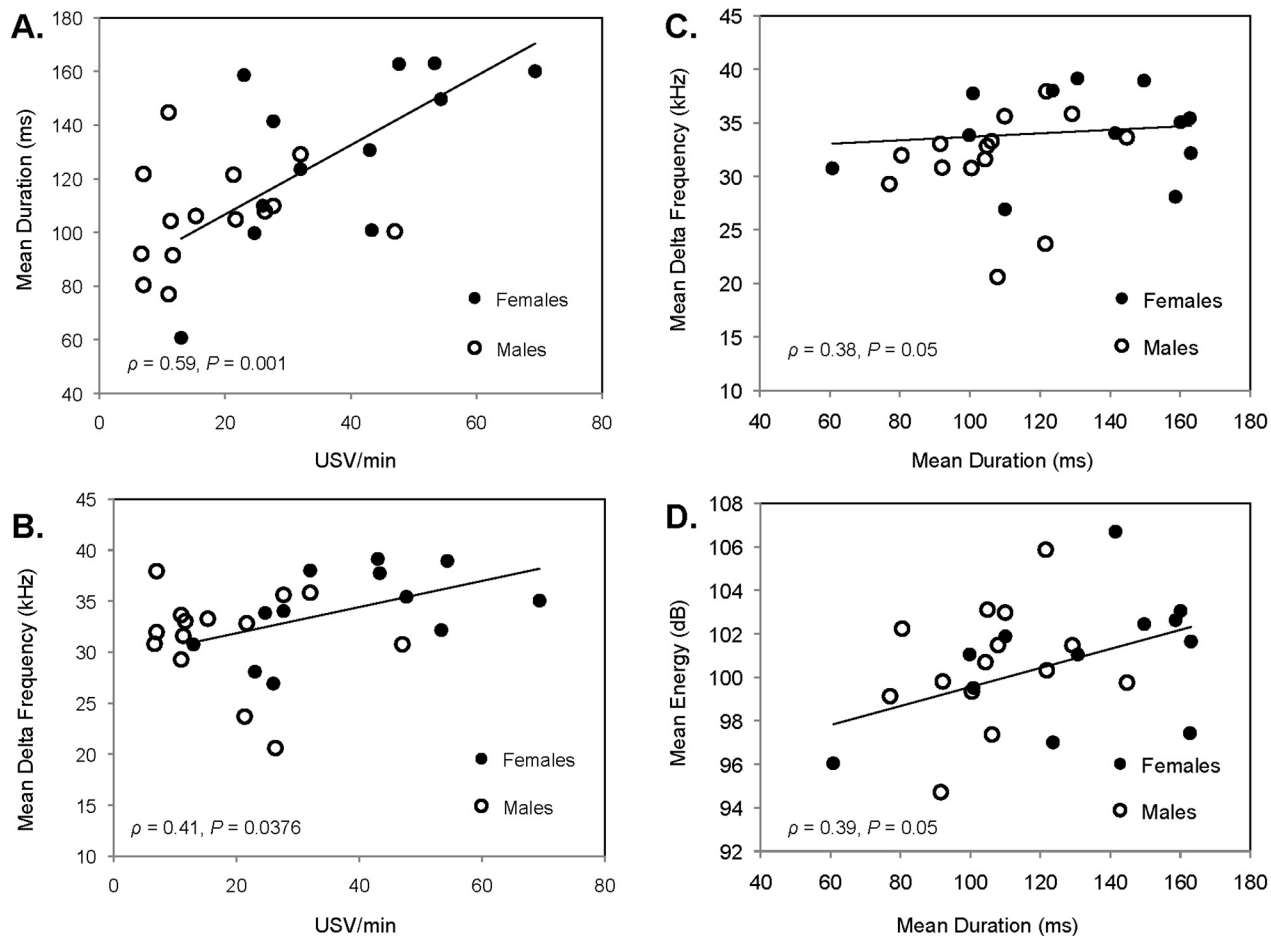 A.
Mean Duration (ms)
180
160
140
120
100
80
60
40
Females
Males
ρ = 0.59, P = 0.001
0 20 40 60 80
USV/min
B.
Mean Delta Frequency (kHz)
45
40
35
30
25
20
15
10
Females
Males
ρ = 0.41, P = 0.0376
0 20 40 60 80
USV/min
C.
Mean Delta Frequency (kHz)
45
40
35
30
25
20
15
10
Females
Males
ρ = 0.38, P = 0.05
40 60 80 100 120 140 160 180
Mean Duration (ms)
D.
Mean Energy (dB)
108
106
104
102
100
98
96
94
92
Females
Males
ρ = 0.39, P = 0.05
40 60 80 100 120 140 160 180
Mean Duration (ms)